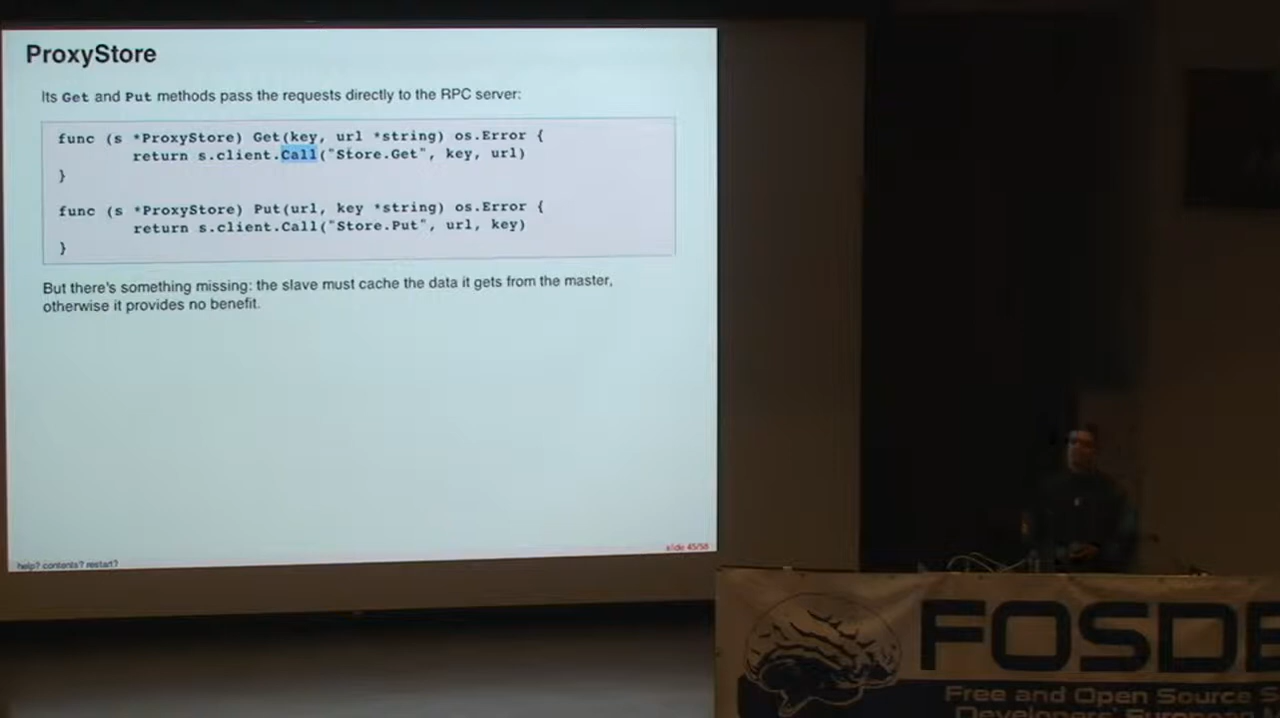 ProxyStore
Its Get and Put methods pass the requests directly to the RPC server:
func (s *ProxyStore) Get(key, url *string) os.Error {
return s.client.Call("Store.Get", key, url)
}
func (s *ProxyStore) Put(url, key *string) os.Error {
return s.client.Call("Store.Put", url, key)
}
But there's something missing: the slave must cache the data it gets from the master,
otherwise it provides no benefit.
help? contents? restart?
slide 45/58
FOSDE
Free and Open Source S
Developers' European M